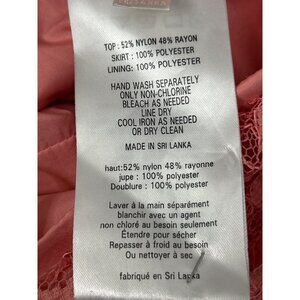 TOP : 52% NYLON 48% RAYON
SKIRT : 100% POLYESTER
LINING: 100% POLYESTER
HAND WASH SEPARATELY
ONLY NON-CHLORINE
BLEACH AS NEEDED
LINE DRY
COOL IRON AS NEEDED
OR DRY CLEAN
MADE IN SRI LANKA
haut:52% nylon 48% rayonne
jupe : 100% polyester
Doublure : 100% polyester
Laver à la main séparément
blanchir avec un agent
non chloré au besoin seulement
Étendre pour sécher
Repasser à froid au besoin
Ou nettoyer à sec
fabriqué en Sri Lanka